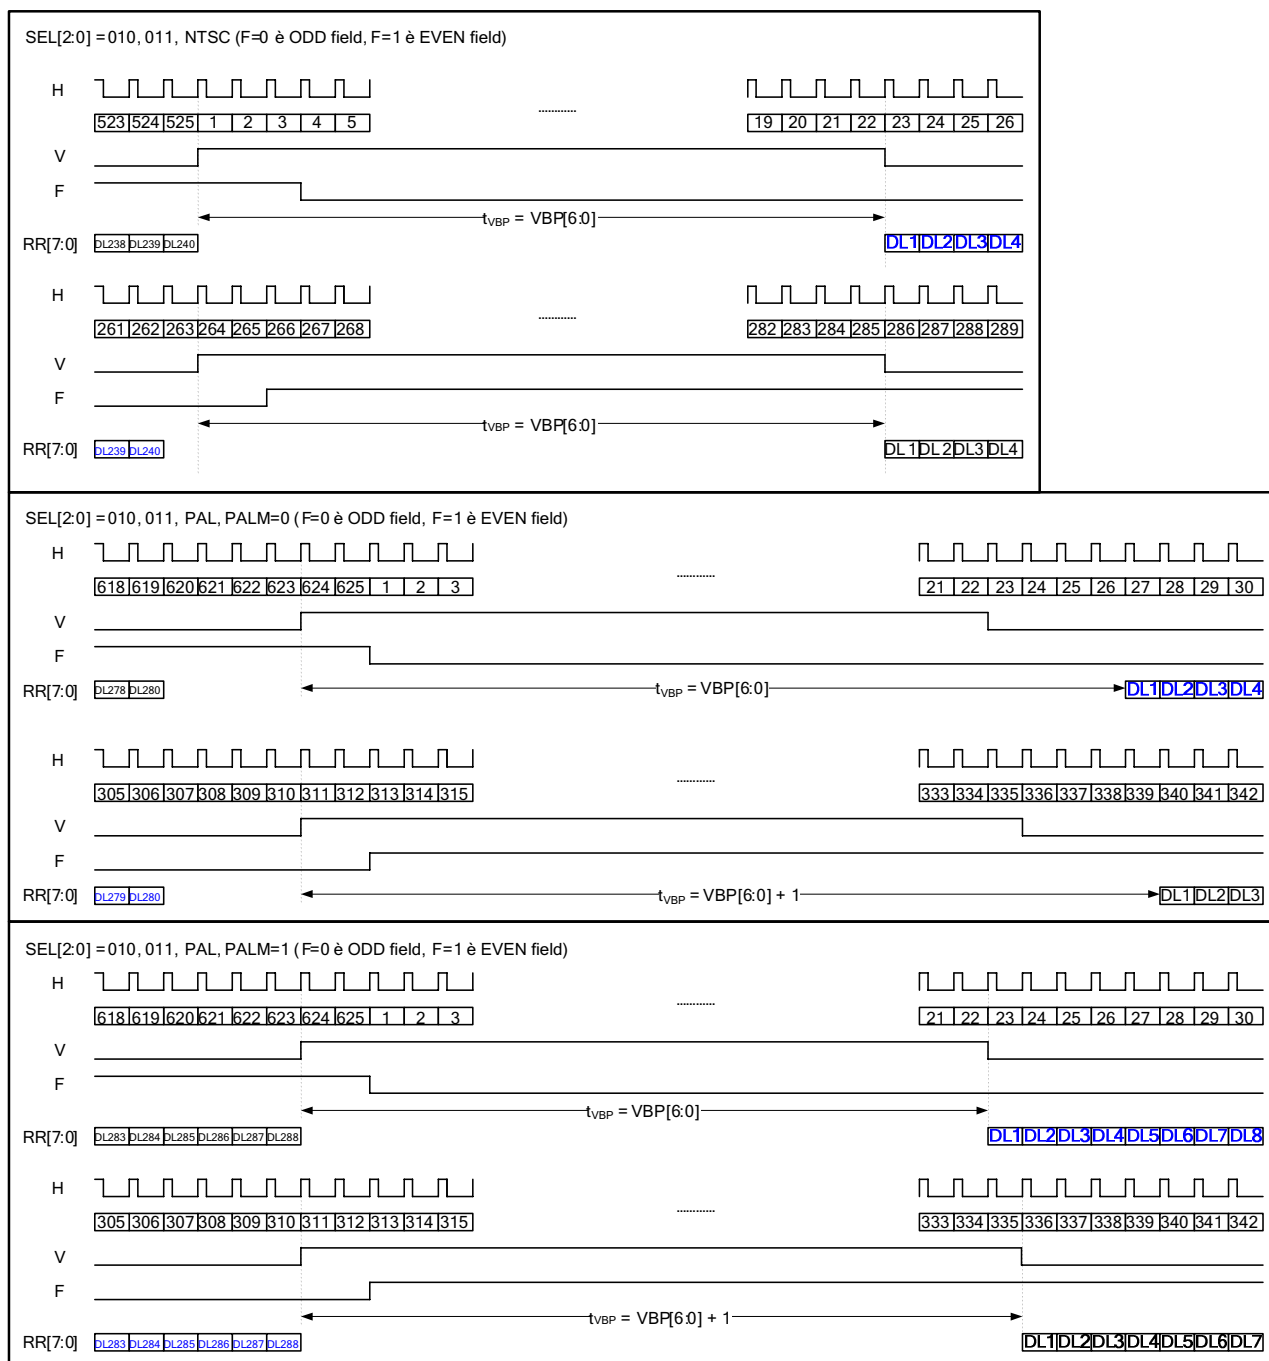 SEL[2:0] = 010, 011, NTSC (F=0 è ODD field, F=1 è EVEN field)
H
............
523 524 525 1 2 3 4 5 19 20 21 22 23 24 25 26
V
F
tVBP = VBP[6:0]
RR[7:0] DL238 DL239 DL240 DL1 DL2 DL3 DL4
H
............
261 262 263 264 265 266 267 268 282 283 284 285 286 287 288 289
V
F
tVBP = VBP[6:0]
RR[7:0] DL239 DL240 DL1 DL2 DL3 DL4
SEL[2:0] = 010, 011, PAL, PALM=0 (F=0 è ODD field, F=1 è EVEN field)
H
............
618 619 620 621 622 623 624 625 1 2 3 21 22 23 24 25 26 27 28 29 30
V
F
RR[7:0] DL278 DL280 tVBP = VBP[6:0] DL1 DL2 DL3 DL4
H
............
305 306 307 308 309 310 311 312 313 314 315 333 334 335 336 337 338 339 340 341 342
V
F
RR[7:0] DL279 DL280 tVBP = VBP[6:0] + 1 DL1 DL2 DL3
SEL[2:0] = 010, 011, PAL, PALM=1 (F=0 è ODD field, F=1 è EVEN field)
H
............
618 619 620 621 622 623 624 625 1 2 3 21 22 23 24 25 26 27 28 29 30
V
F
tVBP = VBP[6:0]
RR[7:0] DL283 DL284 DL285 DL286 DL287 DL288 DL1 DL2 DL3 DL4 DL5 DL6 DL7 DL8
H
............
305 306 307 308 309 310 311 312 313 314 315 333 334 335 336 337 338 339 340 341 342
V
F
tVBP = VBP[6:0] + 1
RR[7:0] DL283 DL284 DL285 DL286 DL287 DL288 DL1 DL2 DL3 DL4 DL5 DL6 DL7